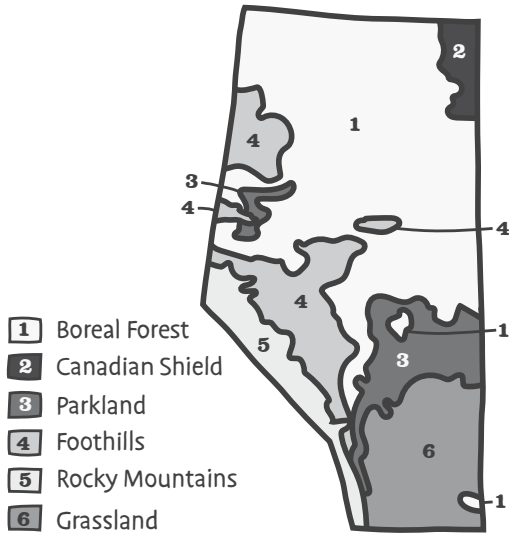 2
1
4
3
4
4
4
5
1
3
6
1
1 Boreal Forest
2 Canadian Shield
3 Parkland
4 Foothills
5 Rocky Mountains
6 Grassland